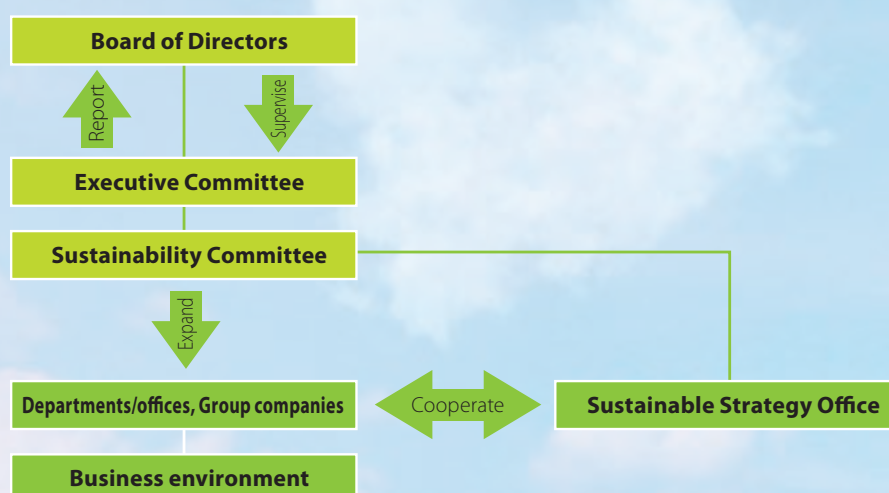 Board of Directors
Report
Supervise
Executive Committee
Sustainability Committee
Expand
Departments/offices, Group companies
Cooperate
Sustainable Strategy Office
Business environment